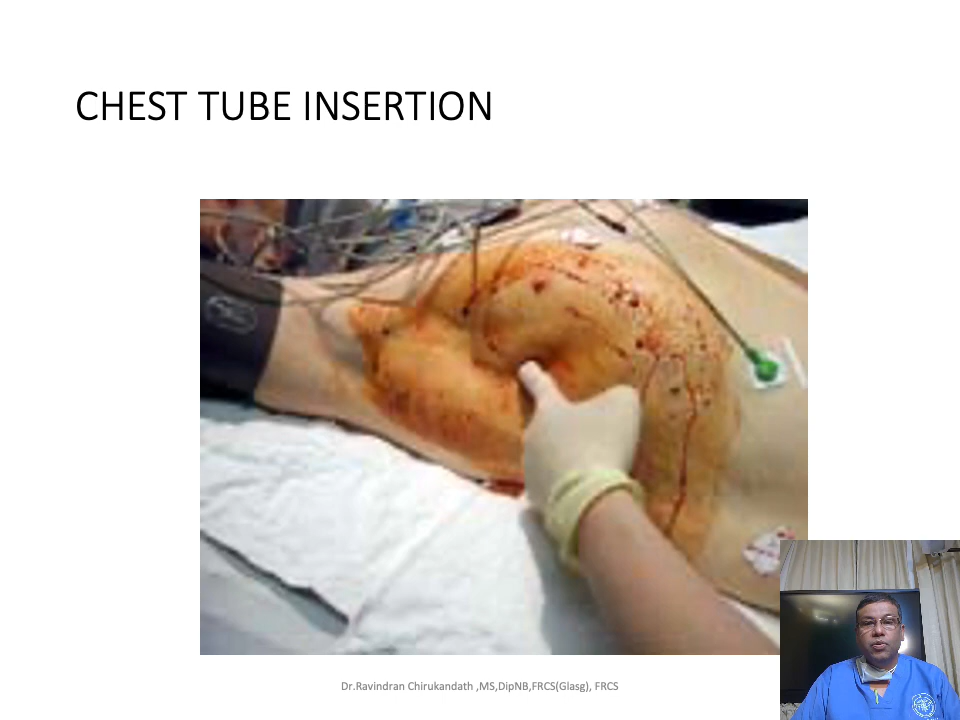 CHEST TUBE INSERTION
Dr.Ravindran Chirukandath ,MS,DipNB,FRCS(Glasg), FRCS